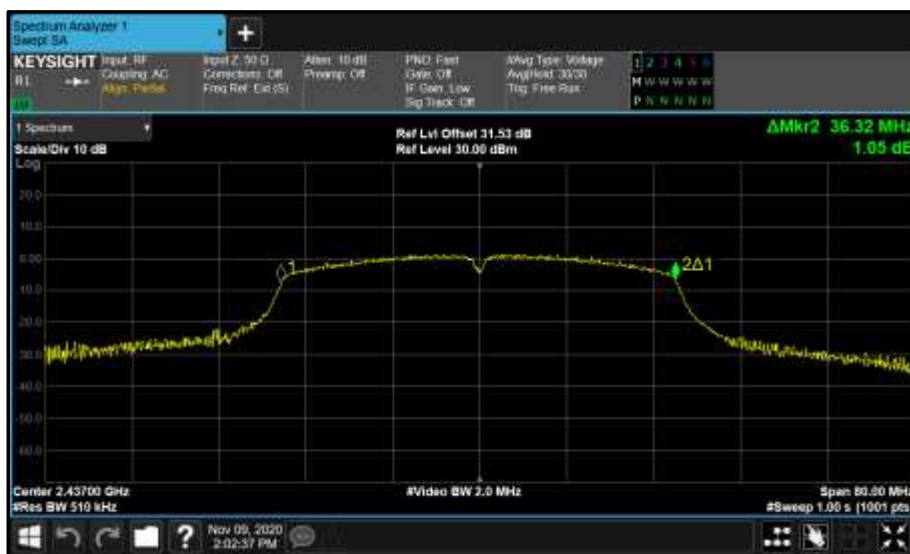 Spectrum Analyzer 1
Swept SA
+
KEYSIGHT
R L
Input: RF
Coupling: AC
Align: Partial
Input Z: 50 Ω
Corrections: Off
Freq Ref: Ext (S)
Atten: 10 dB
Preamp: Off
PNO: Fast
Gate: Off
IF Gain: Low
Sig Track: Off
#Avg Type: Voltage
Avg|Hold: 30/30
Trig: Free Run
1 2 3 4 5 6
M W W W W W
P N N N N N
1 Spectrum
Scale/Div 10 dB
Log
Ref Lvl Offset 31.53 dB
Ref Level 30.00 dBm
ΔMkr2 36.32 MHz
1.05 dB
20.0
10.0
0.00
-10.0
-20.0
-30.0
-40.0
-50.0
-60.0
1
2Δ1
Center 2.43700 GHz
#Res BW 510 kHz
#Video BW 2.0 MHz
Span 80.00 MHz
#Sweep 1.00 s (1001 pts
?
Nov 09, 2020
2:02:37 PM